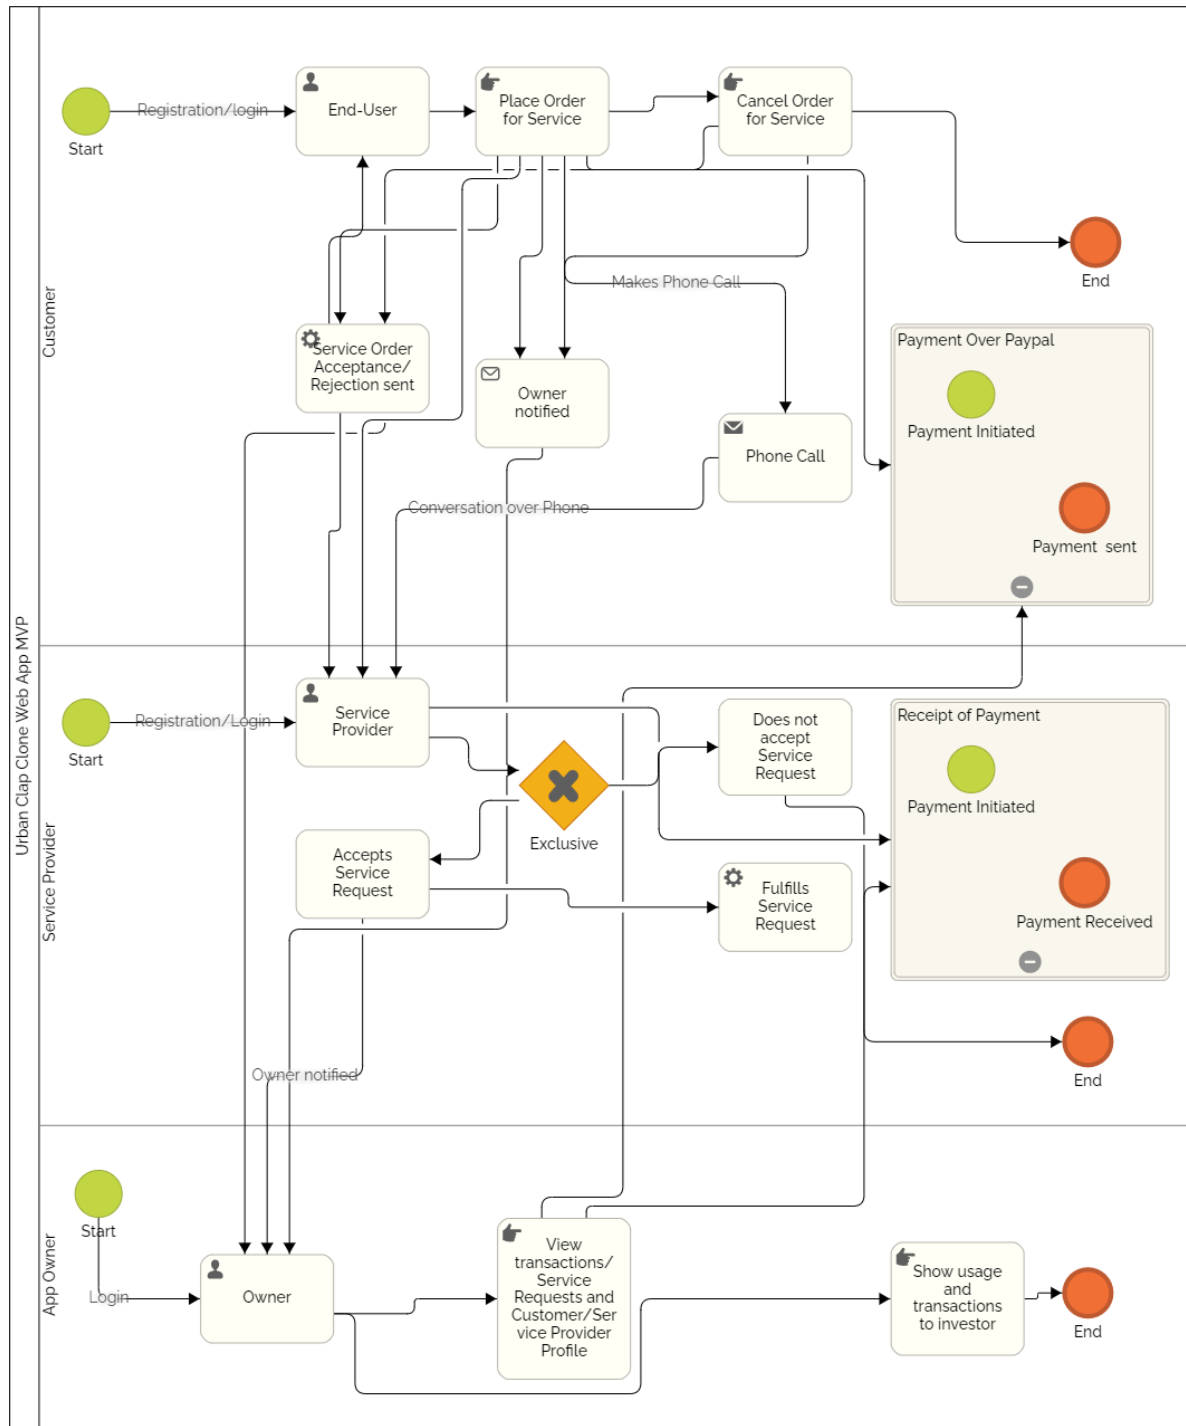 Urban Clap Clone Web App MVP
Customer
Start
Registration/login
End-User
Place Order
for Service
Cancel Order
for Service
End
Makes Phone Call
Service Order
Acceptance/
Rejection sent
Owner
notified
Phone Call
Conversation over Phone
Payment Over Paypal
Payment Initiated
Payment sent
Service Provider
Start
Registration/Login
Service
Provider
Exclusive
Does not
accept
Service
Request
Accepts
Service
Request
Fulfills
Service
Request
Receipt of Payment
Payment Initiated
Payment Received
End
Owner notified
App Owner
Start
Login
Owner
View
transactions/
Service
Requests and
Customer/Ser
vice Provider
Profile
Show usage
and
transactions
to investor
End